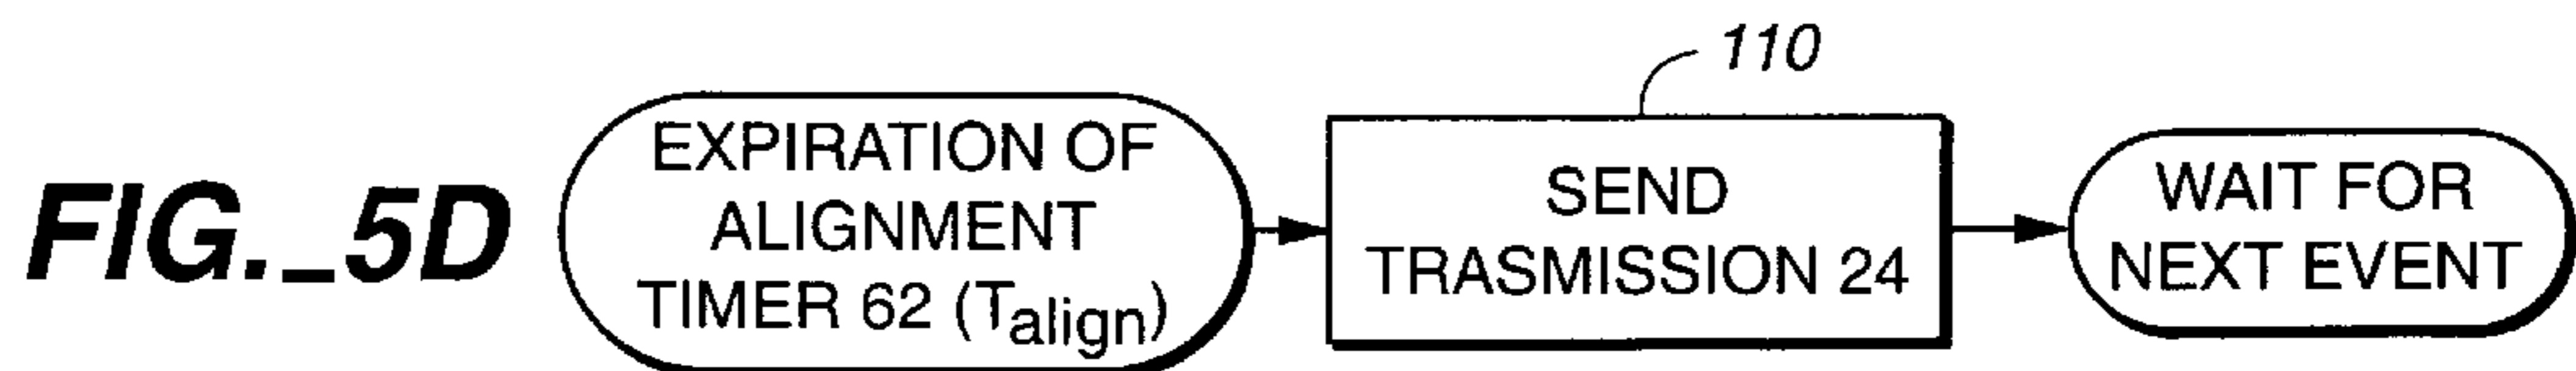 110
FIG._5D
EXPIRATION OF
ALIGNMENT
TIMER 62 (Talign)
SEND
TRASMISSION 24
WAIT FOR
NEXT EVENT